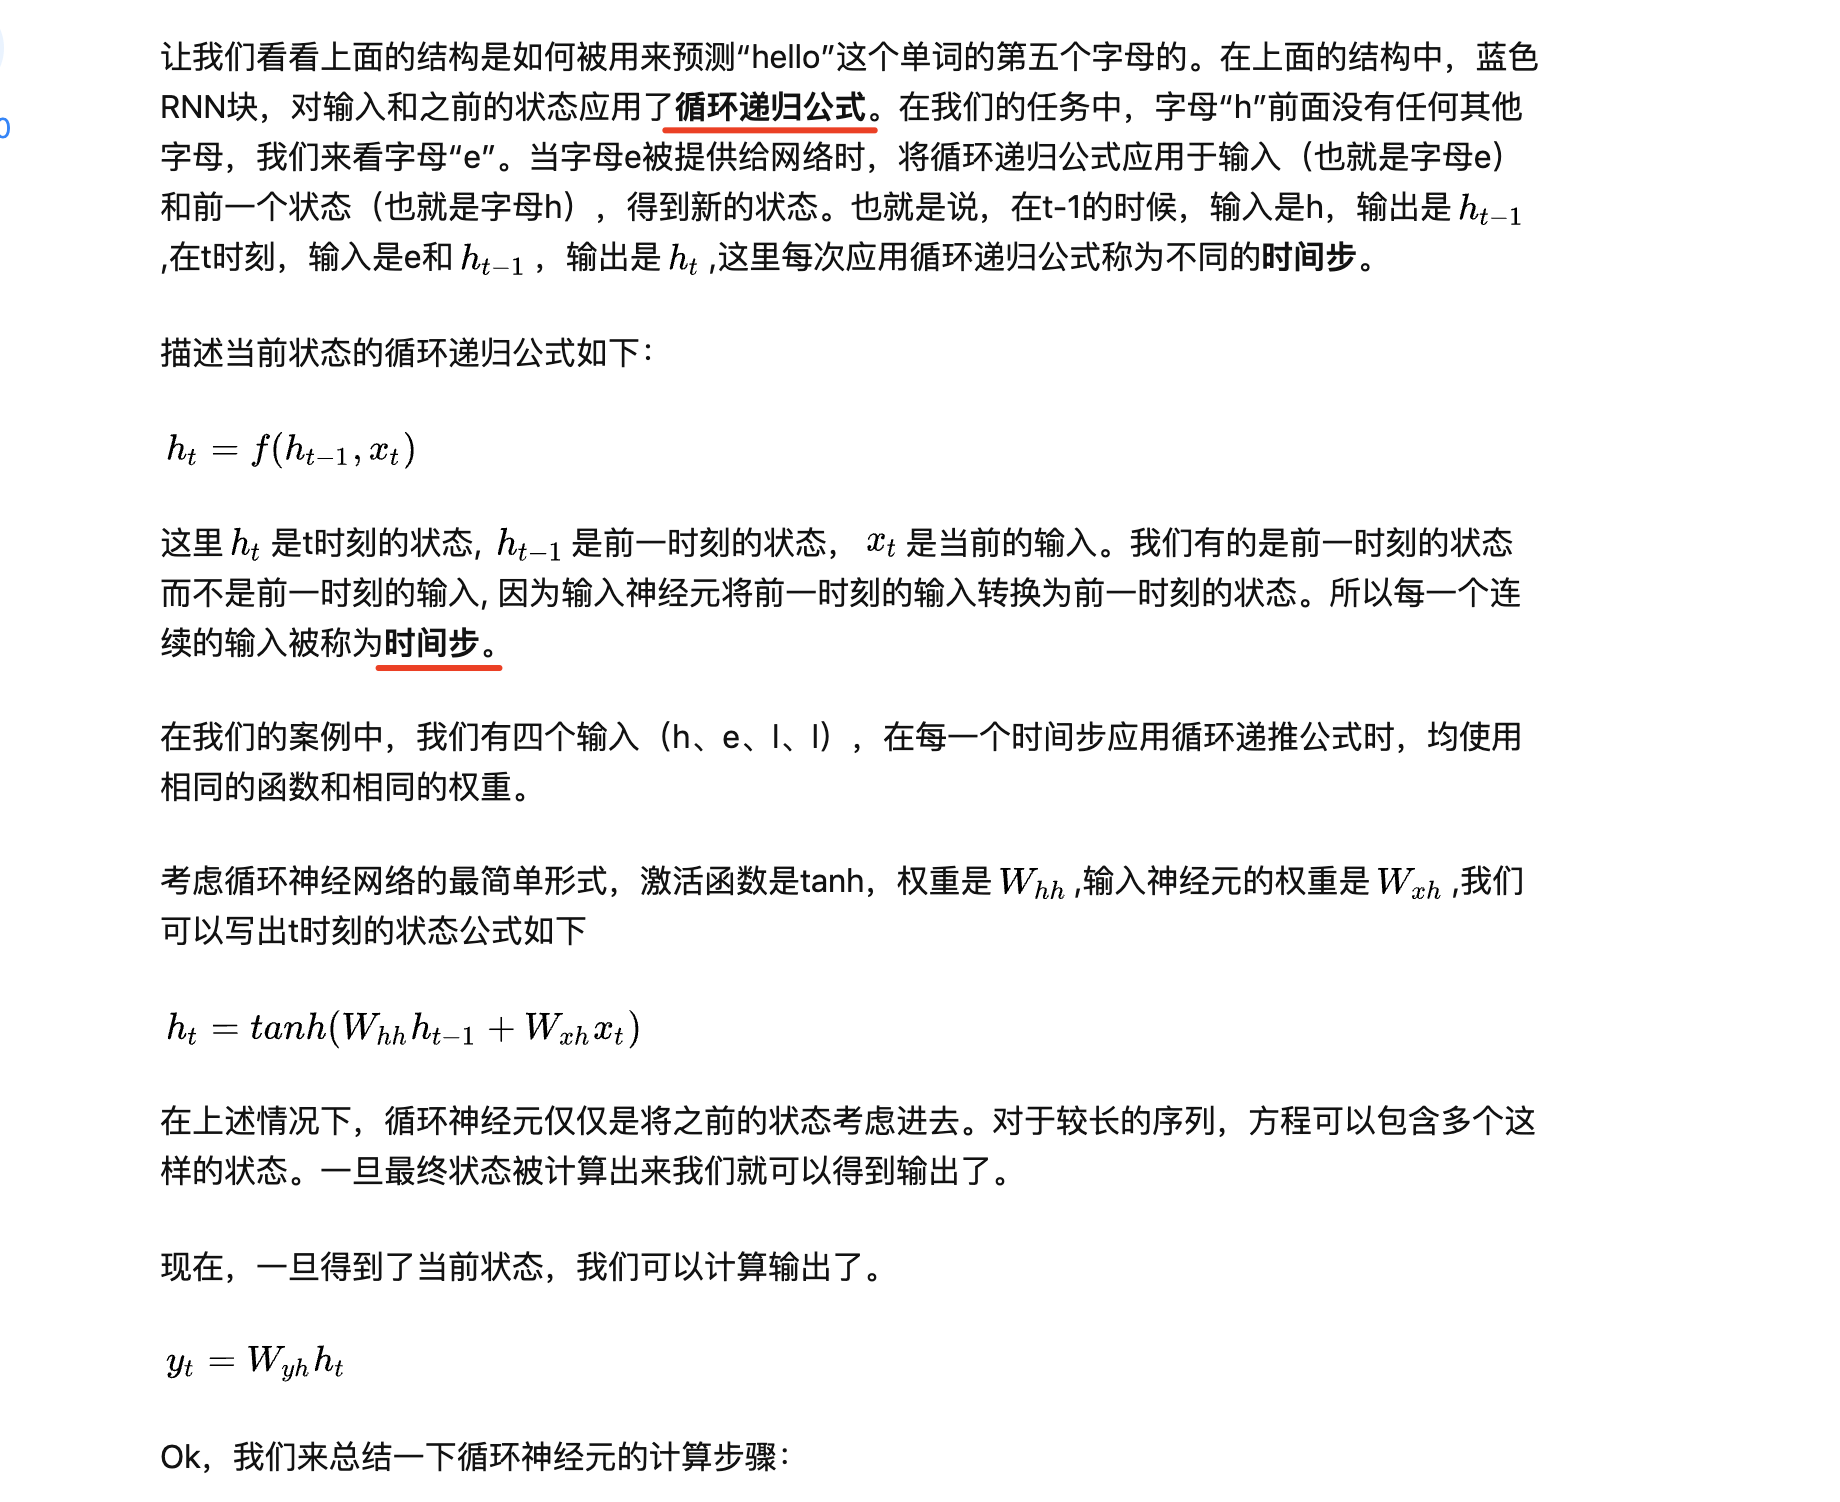 让我们看看上面的结构是如何被用来预测“hello”这个单词的第五个字母的。在上面的结构中，蓝色
RNN块，对输入和之前的状态应用了循环递归公式。在我们的任务中，字母“h”前面没有任何其他
0
字母，我们来看字母“e”。当字母e被提供给网络时，将循环递归公式应用于输入（也就是字母e）
和前一个状态（也就是字母h），得到新的状态。也就是说，在t-1的时候，输入是h，输出是 h_{t-1}
,在t时刻，输入是e和 h_{t-1} ，输出是 h_t ,这里每次应用循环递归公式称为不同的时间步。
描述当前状态的循环递归公式如下：
h_t = f(h_{t-1}, x_t)
这里 h_t 是t时刻的状态, h_{t-1} 是前一时刻的状态， x_t 是当前的输入。我们有的是前一时刻的状态
而不是前一时刻的输入, 因为输入神经元将前一时刻的输入转换为前一时刻的状态。所以每一个连
续的输入被称为时间步。
在我们的案例中，我们有四个输入（h、e、l、l），在每一个时间步应用循环递推公式时，均使用
相同的函数和相同的权重。
考虑循环神经网络的最简单形式，激活函数是tanh，权重是 W_{hh} ,输入神经元的权重是 W_{xh} ,我们
可以写出t时刻的状态公式如下
h_t = tanh(W_{hh}h_{t-1} + W_{xh}x_t)
在上述情况下，循环神经元仅仅是将之前的状态考虑进去。对于较长的序列，方程可以包含多个这
样的状态。一旦最终状态被计算出来我们就可以得到输出了。
现在，一旦得到了当前状态，我们可以计算输出了。
y_t = W_{yh}h_t
Ok，我们来总结一下循环神经元的计算步骤：